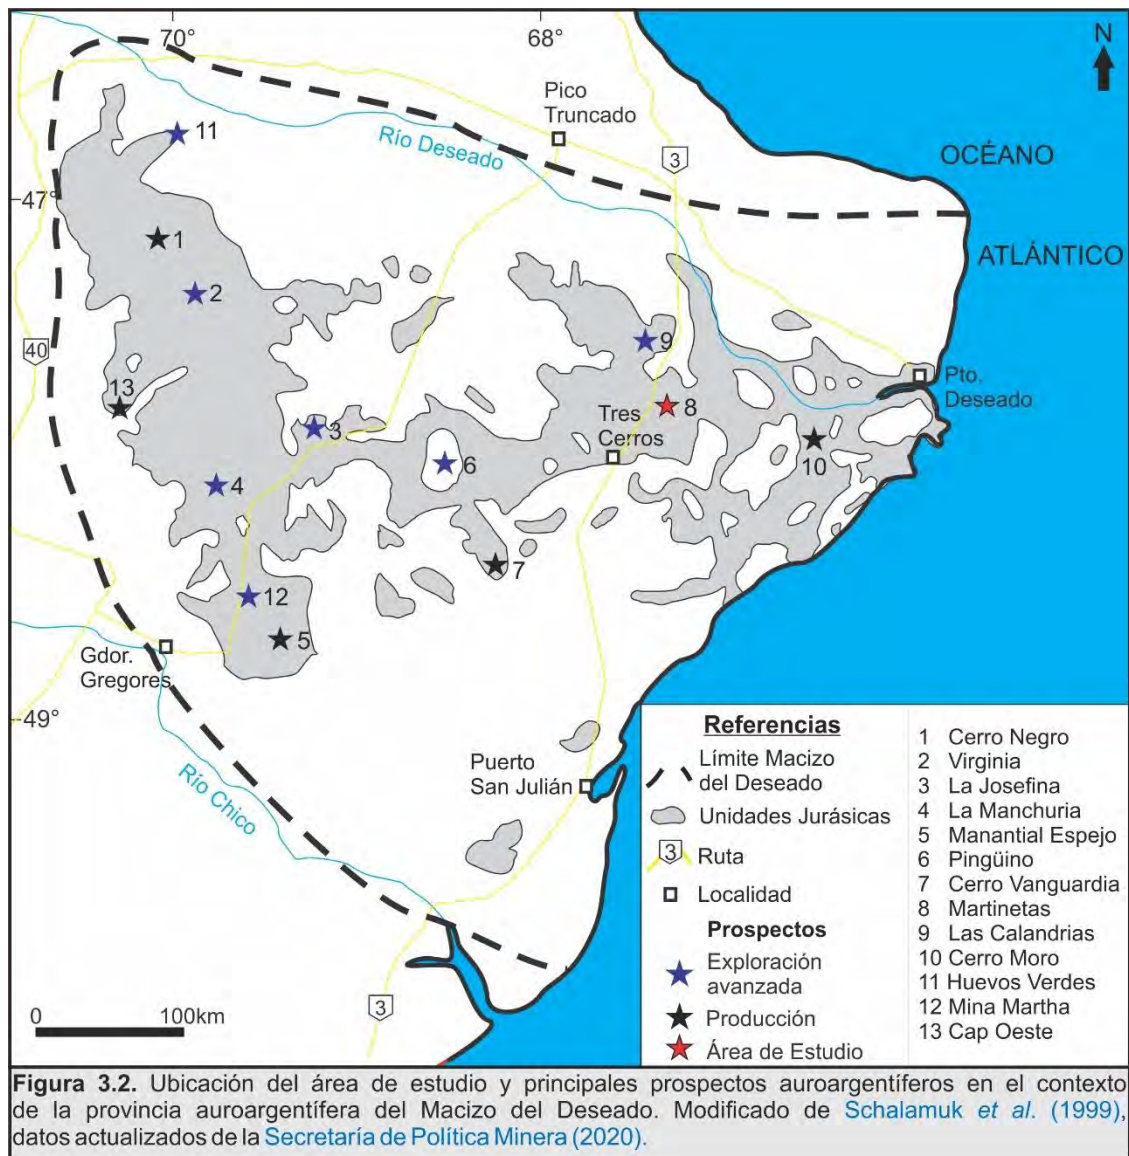 70°
68°
N
Pico
Truncado
11
Río Deseado
3
OCÉANO
47°
1
ATLÁNTICO
2
40
9
13
Pto.
Deseado
8
3
Tres
Cerros
10
6
4
7
12
5
Gdor.
Gregores
49°
Río Chico
Puerto
San Julián
3
0 100km
Referencias
Límite Macizo
del Deseado
Unidades Jurásicas
3 Ruta
Localidad
Prospectos
Exploración
avanzada
Producción
Área de Estudio
1 Cerro Negro
2 Virginia
3 La Josefina
4 La Manchuria
5 Manantial Espejo
6 Pingüino
7 Cerro Vanguardia
8 Martinetas
9 Las Calandrias
10 Cerro Moro
11 Huevos Verdes
12 Mina Martha
13 Cap Oeste
Figura 3.2. Ubicación del área de estudio y principales prospectos auroargentíferos en el contexto
de la provincia auroargentífera del Macizo del Deseado. Modificado de Schalamuk et al. (1999),
datos actualizados de la Secretaría de Política Minera (2020).